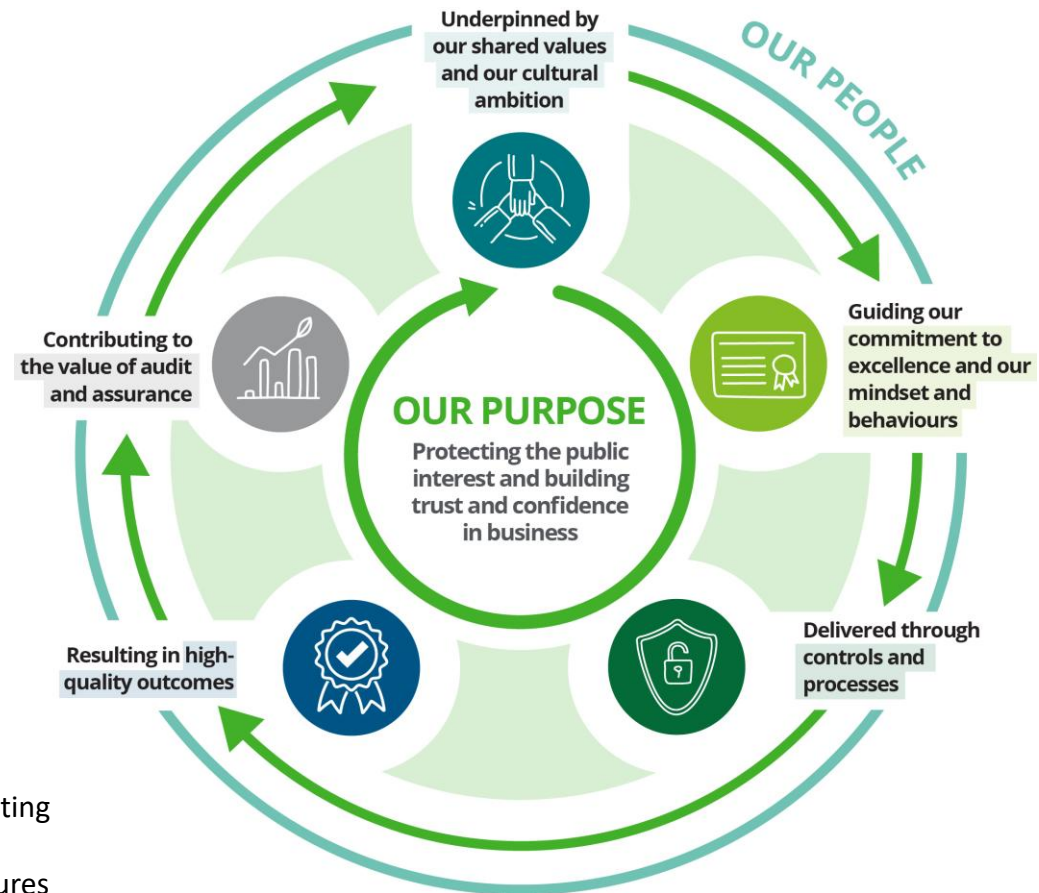 Underpinned by
our shared values
and our cultural
ambition
OUR PEOPLE
Guiding our
commitment to
excellence and our
mindset and
behaviours
Delivered through
controls and
processes
Resulting in high-
quality outcomes
Contributing to
the value of audit
and assurance
OUR PURPOSE
Protecting the public
interest and building
trust and confidence
in business
ting
ures